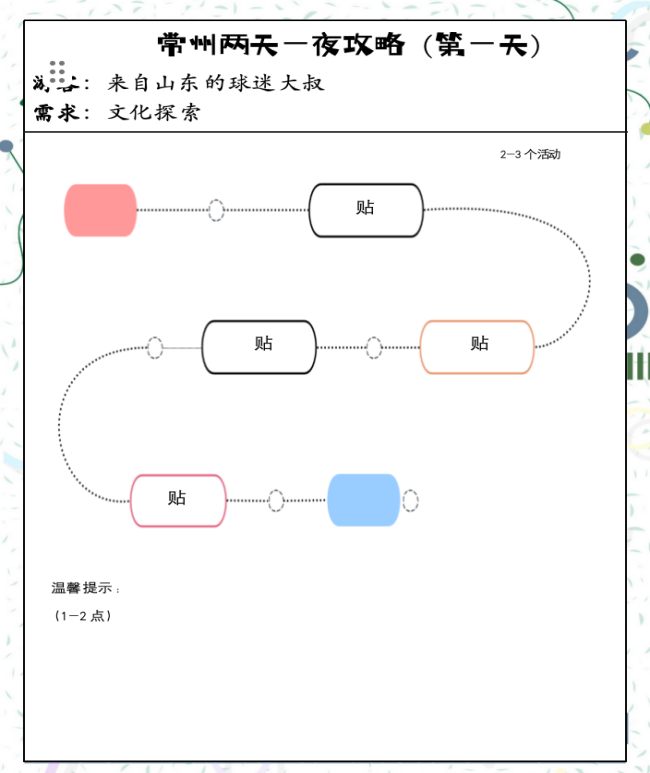 常州两天一夜攻略（第一天）
客：来自山东的球迷大叔
需求：文化探索
2—3 个活动
贴
贴 贴
贴
温馨提示：
（1—2 点）